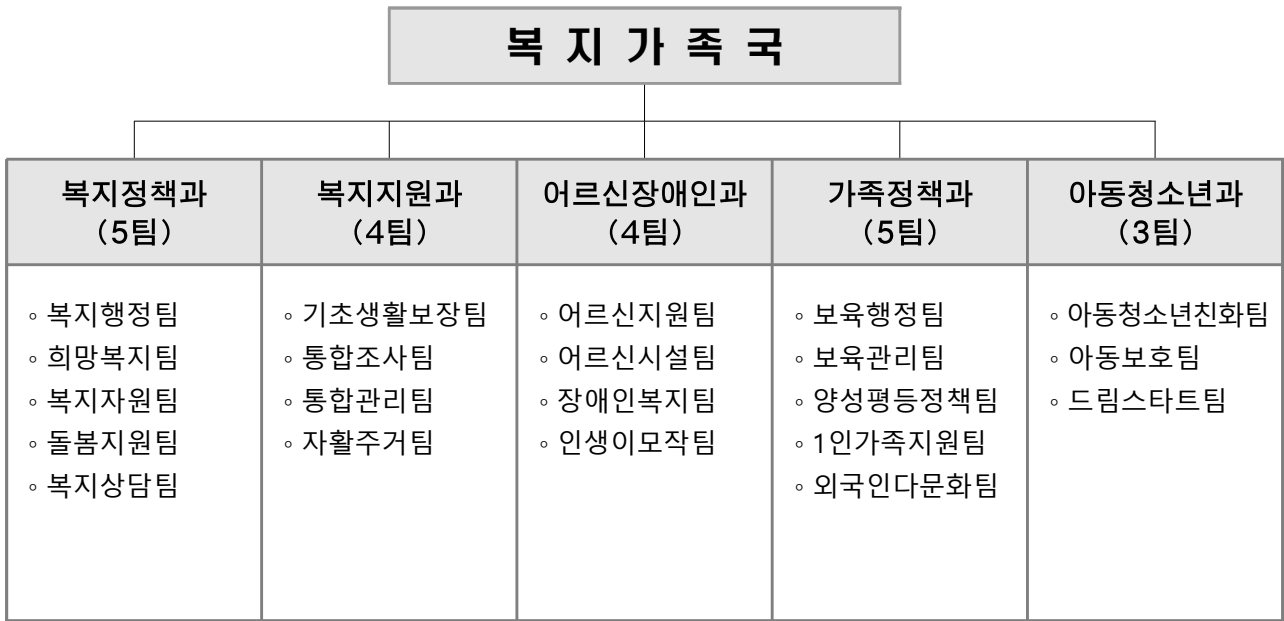 복 지 가 족 국
복지정책과
(5팀)
◦ 복지행정팀
◦ 희망복지팀
◦ 복지자원팀
◦ 돌봄지원팀
◦ 복지상담팀
복지지원과
(4팀)
◦ 기초생활보장팀
◦ 통합조사팀
◦ 통합관리팀
◦ 자활주거팀
어르신장애인과
(4팀)
◦ 어르신지원팀
◦ 어르신시설팀
◦ 장애인복지팀
◦ 인생이모작팀
가족정책과
(5팀)
◦ 보육행정팀
◦ 보육관리팀
◦ 양성평등정책팀
◦ 1인가족지원팀
◦ 외국인다문화팀
아동청소년과
(3팀)
◦ 아동청소년친화팀
◦ 아동보호팀
◦ 드림스타트팀